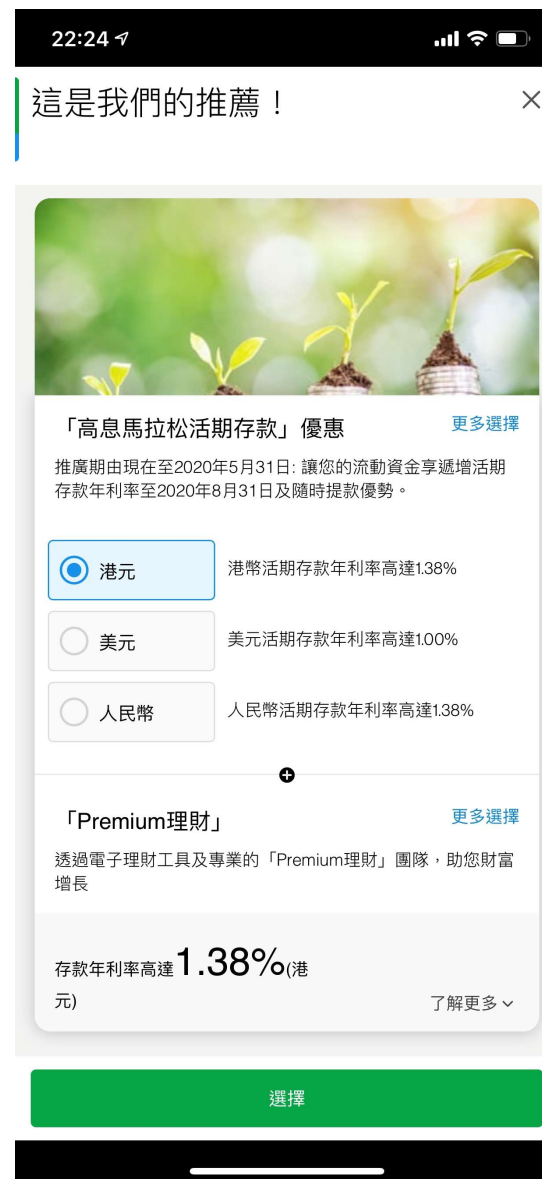 22:24
這是我們的推薦！
「高息馬拉松活期存款」優惠
更多選擇
推廣期由現在至2020年5月31日: 讓您的流動資金享遞增活期
存款年利率至2020年8月31日及隨時提款優勢。
港元
港幣活期存款年利率高達1.38%
美元
美元活期存款年利率高達1.00%
人民幣
人民幣活期存款年利率高達1.38%
「Premium理財」
更多選擇
透過電子理財工具及專業的「Premium理財」團隊，助您財富
增長
存款年利率高達1.38%(港
元)
了解更多
選擇